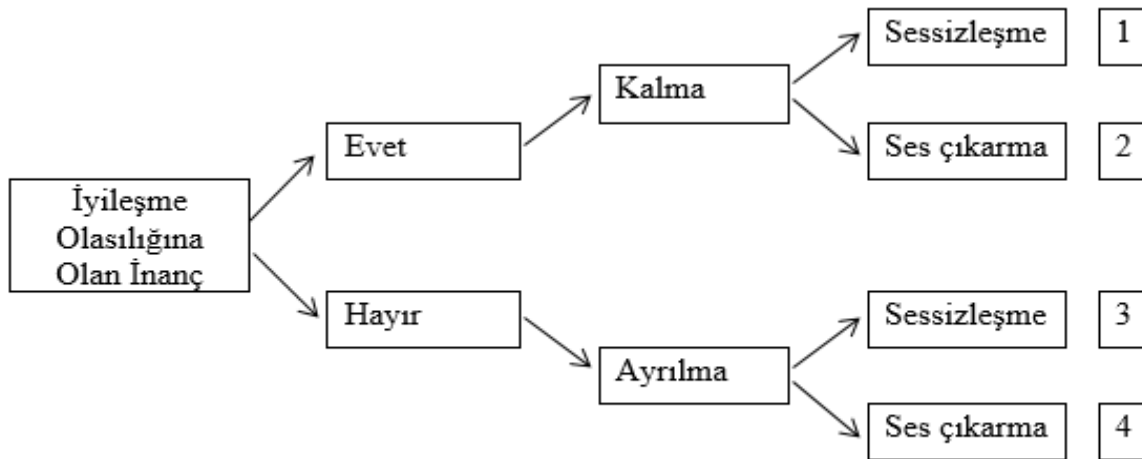 Sessizleşme 1
Kalma
Evet
Ses çıkarma 2
İyileşme
Olasılığına
Olan İnanç
Hayır
Sessizleşme 3
Ayrılma
Ses çıkarma 4